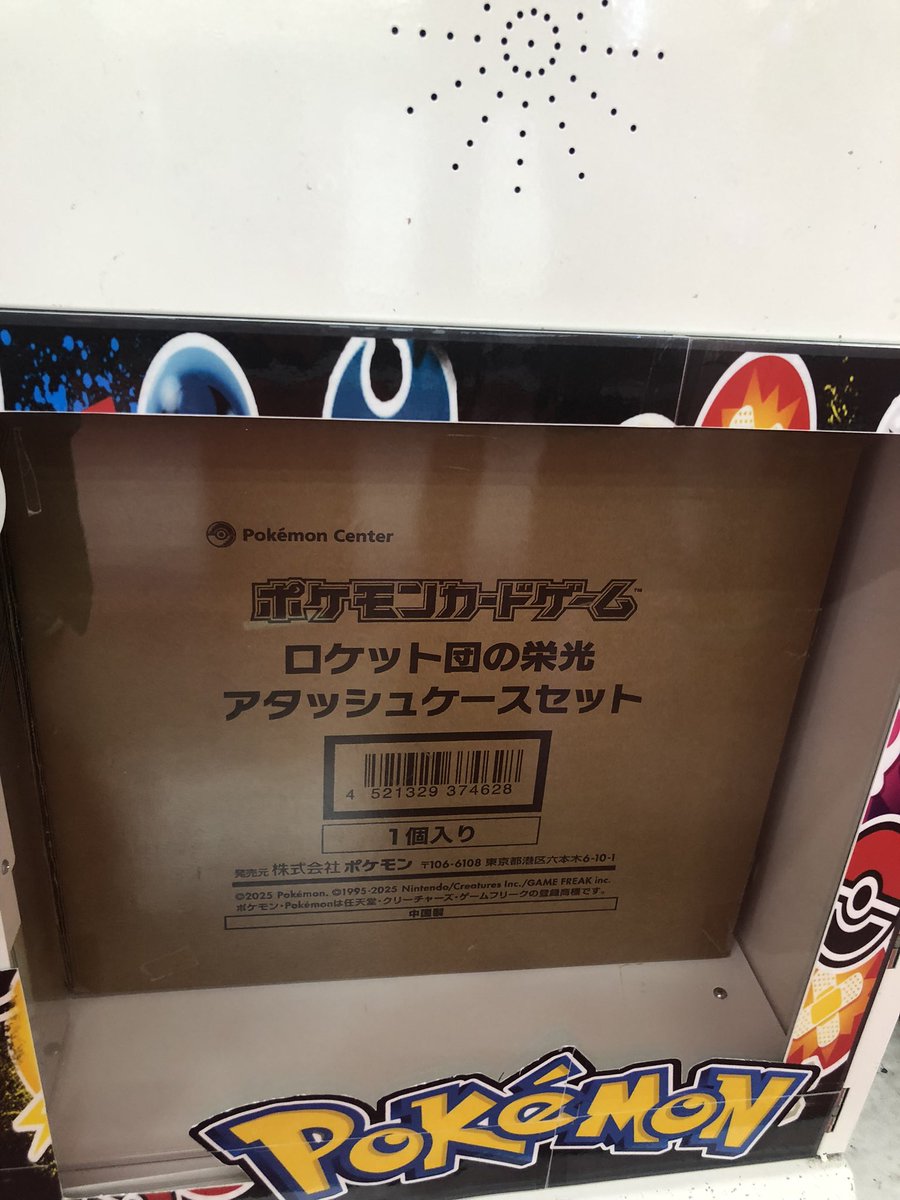 Pokémon Center
ポケモンカードゲーム™
ロケット団の栄光
アタッシュケースセット
4 521329 374628
1個入り
発売元 株式会社 ポケモン 〒106-6108 東京都港区六本木6-10-1
©2025 Pokémon. ©1995-2025 Nintendo/Creatures Inc./GAME FREAK inc.
ポケモン・Pokémonは任天堂・クリーチャーズ・ゲームフリークの登録商標です。
中国製
POKéMON